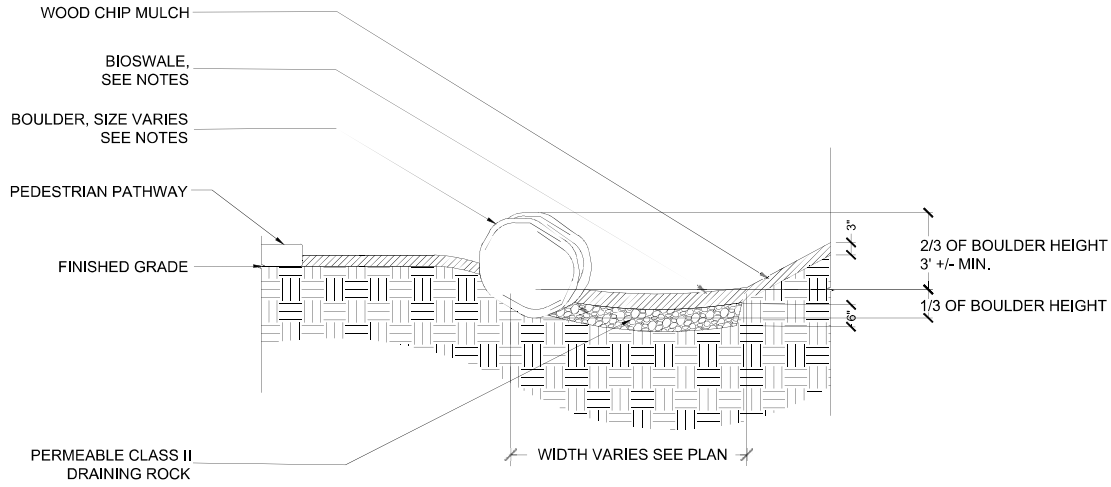 WOOD CHIP MULCH
BIOSWALE,
SEE NOTES
BOULDER, SIZE VARIES
SEE NOTES
PEDESTRIAN PATHWAY
FINISHED GRADE
3"
2/3 OF BOULDER HEIGHT
3' +/- MIN.
1/3 OF BOULDER HEIGHT
6"
PERMEABLE CLASS II
DRAINING ROCK
WIDTH VARIES SEE PLAN